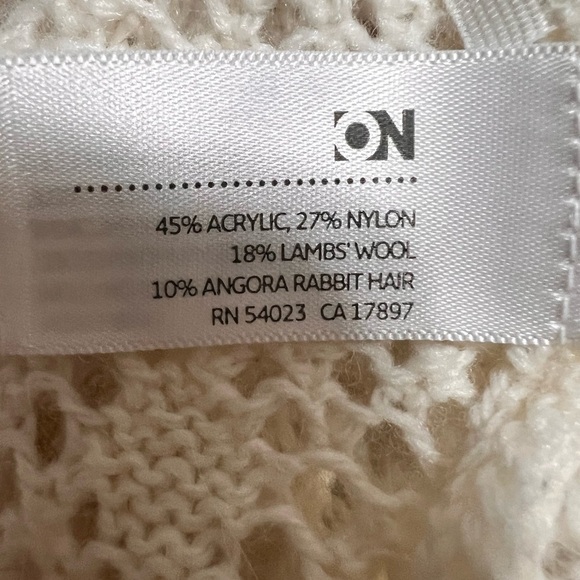 ON
45% ACRYLIC, 27% NYLON
18% LAMBS' WOOL
10% ANGORA RABBIT HAIR
RN 54023 CA 17897